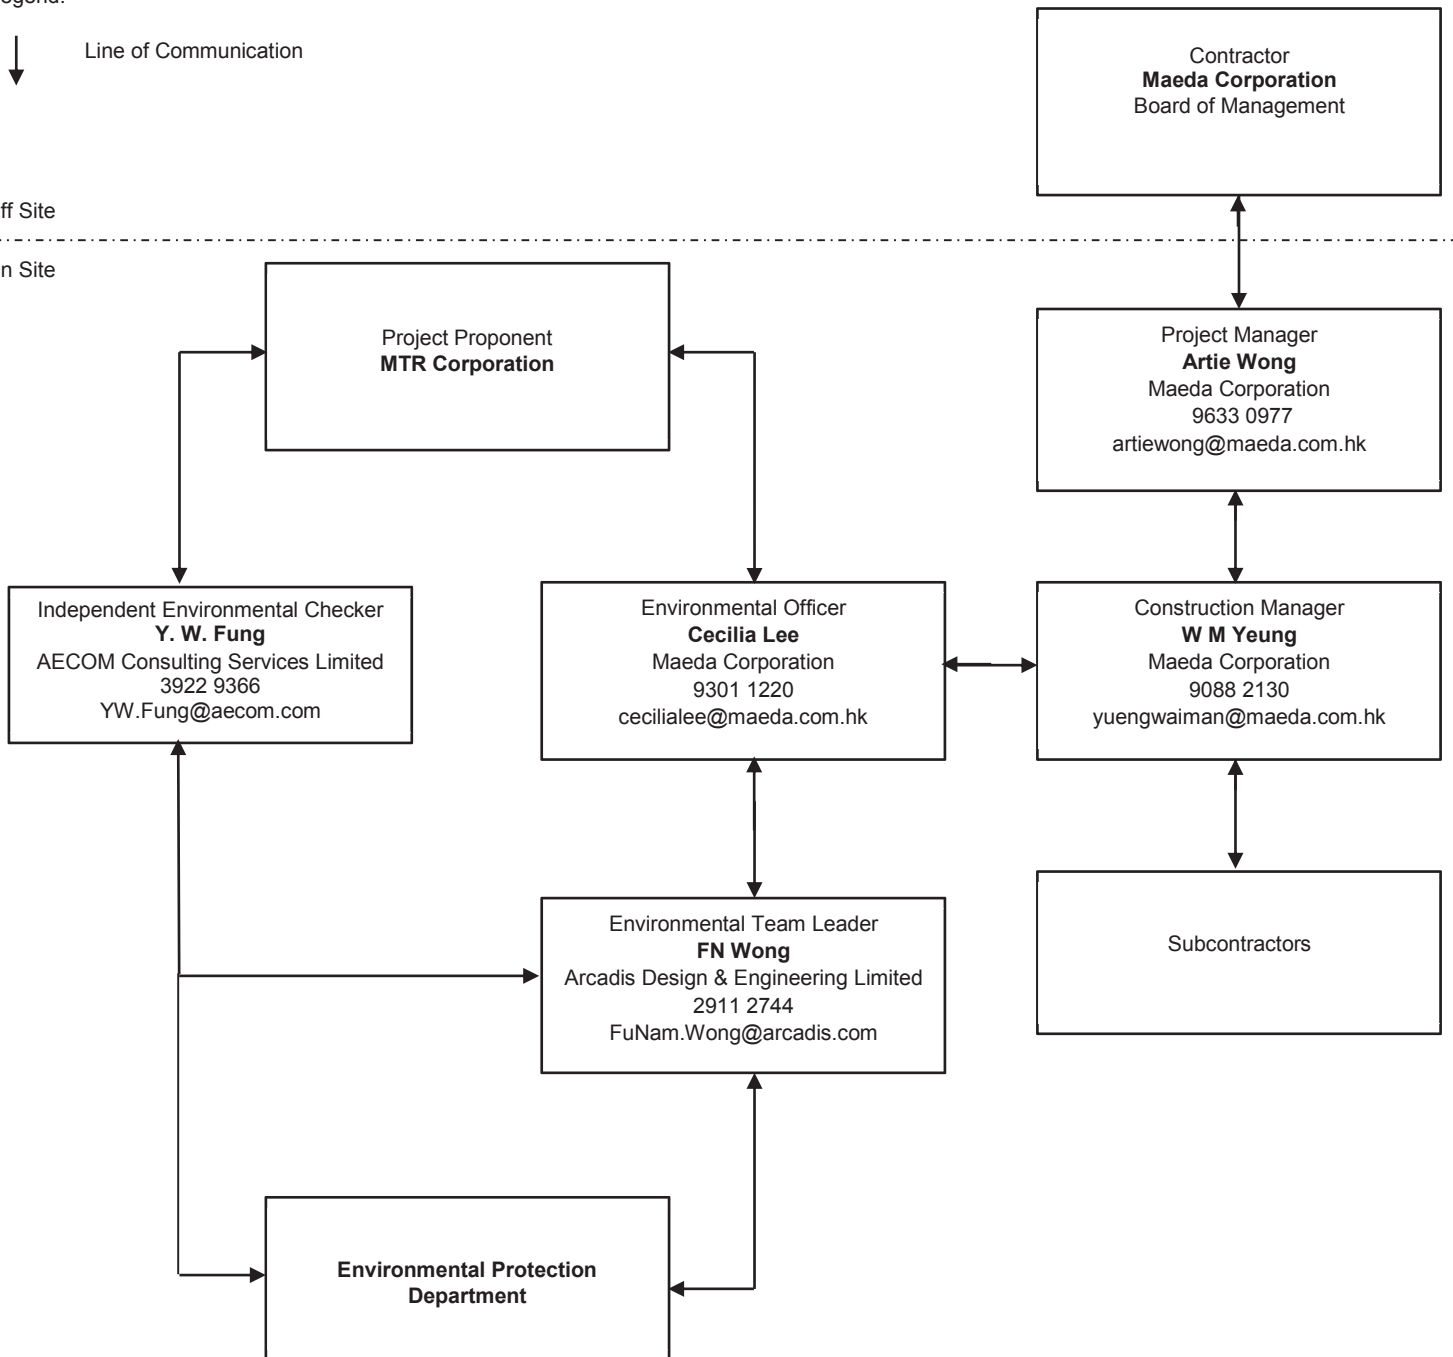 egend:
Line of Communication
Contractor
Maeda Corporation
Board of Management
ff Site
n Site
Project Proponent
MTR Corporation
Project Manager
Artie Wong
Maeda Corporation
9633 0977
artiewong@maeda.com.hk
Independent Environmental Checker
Y. W. Fung
AECOM Consulting Services Limited
3922 9366
YW.Fung@aecom.com
Environmental Officer
Cecilia Lee
Maeda Corporation
9301 1220
cecilialee@maeda.com.hk
Construction Manager
W M Yeung
Maeda Corporation
9088 2130
yuengwaiman@maeda.com.hk
Environmental Team Leader
FN Wong
Arcadis Design & Engineering Limited
2911 2744
FuNam.Wong@arcadis.com
Subcontractors
Environmental Protection
Department